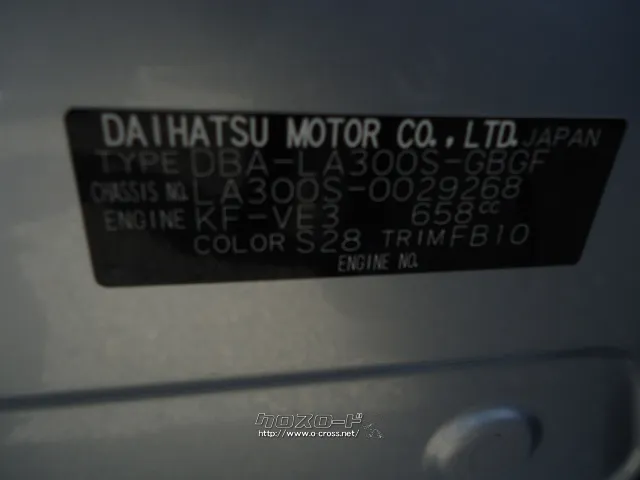 DAIHATSU MOTOR CO., LTD. JAPAN
TYPE DBA-LA300S-GBGF
CHASSIS NO. LA300S-0029268
ENGINE KF-VE3 658cc
COLOR S28 TRIM FB10
ENGINE NO.
クロスロード
http://www.o-cross.net/